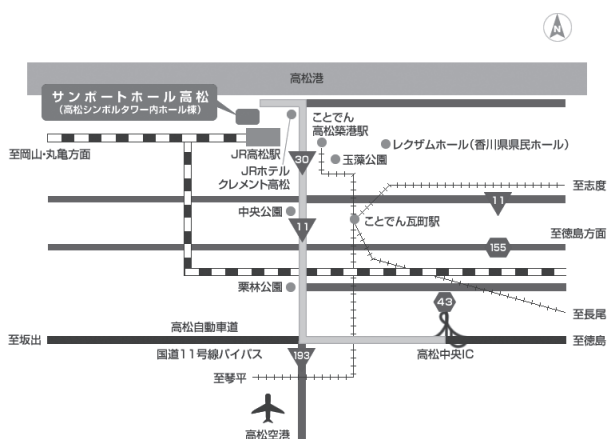 N
高松港
サンポートホール高松
(高松シンボルタワー内ホール棟)
ことでん
高松築港駅
レクザムホール(香川県県民ホール)
至岡山・丸亀方面
JR高松駅
玉藻公園
JRホテル
クレメント高松
30
至志度
11
中央公園
11
ことでん瓦町駅
至徳島方面
155
栗林公園
43
至長尾
高松自動車道
至坂出
至徳島
国道11号線バイパス
193
高松中央IC
至琴平
高松空港